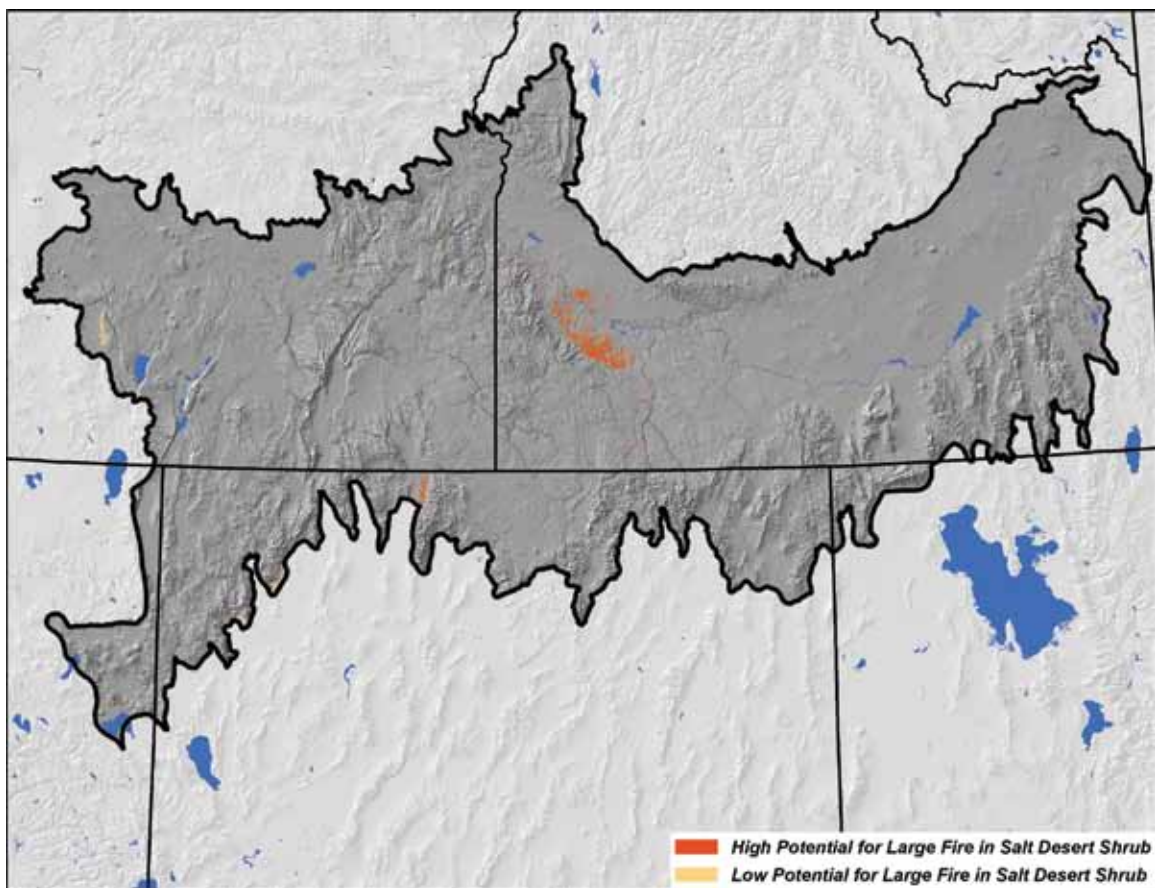 High Potential for Large Fire in Salt Desert Shrub
Low Potential for Large Fire in Salt Desert Shrub